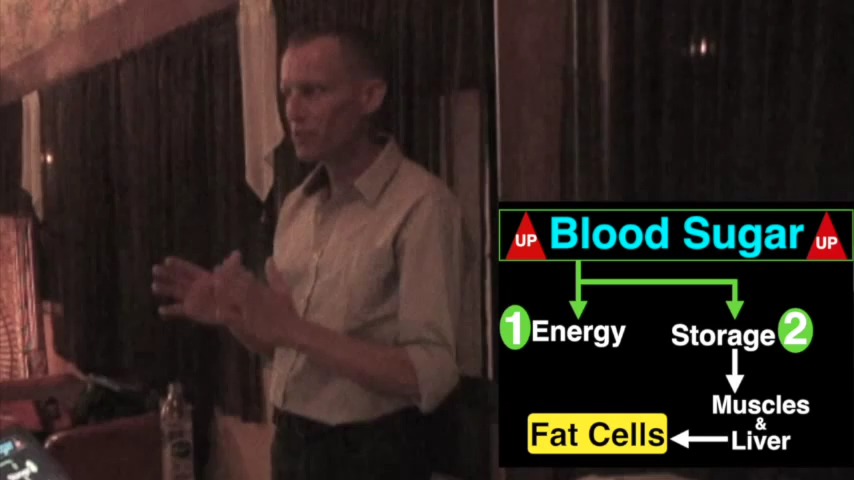 UP Blood Sugar UP
1 Energy
Storage 2
Muscles
&
Liver
Fat Cells